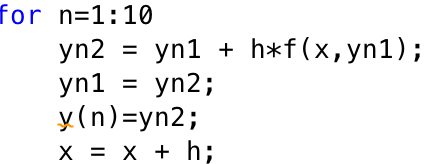 for n=1:10
yn2 = yn1 + h*f(x,yn1);
yn1 = yn2;
y(n)=yn2;
x = x + h;